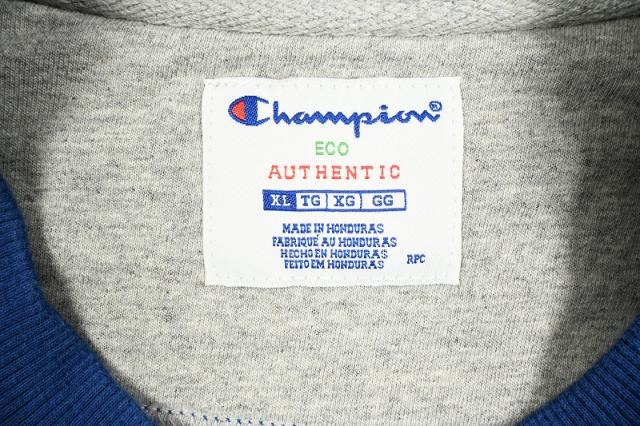 Champion®
ECO
AUTHENTIC
XL TG XG GG
MADE IN HONDURAS
FABRIQUÉ AU HONDURAS
HECHO EN HONDURAS
FEITO EM HONDURAS RPC